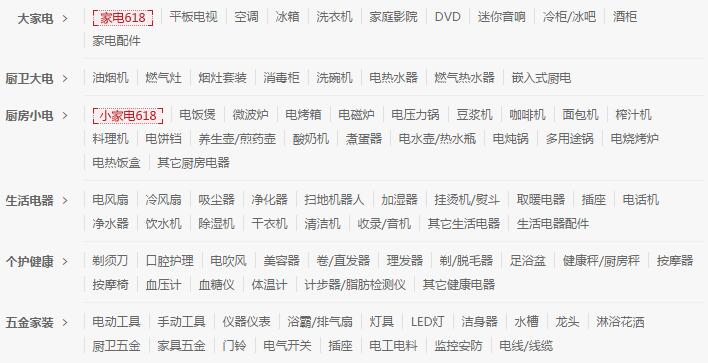 大家电 > 家电618 平板电视 空调 冰箱 洗衣机 家庭影院 DVD 迷你音响 冷柜/冰吧 酒柜
家电配件
厨卫大电 > 油烟机 燃气灶 烟灶套装 消毒柜 洗碗机 电热水器 燃气热水器 嵌入式厨电
厨房小电 > 小家电618 电饭煲 微波炉 电烤箱 电磁炉 电压力锅 豆浆机 咖啡机 面包机 榨汁机
料理机 电饼铛 养生壶/煎药壶 酸奶机 煮蛋器 电水壶/热水瓶 电炖锅 多用途锅 电烧烤炉
电热饭盒 其它厨房电器
生活电器 > 电风扇 冷风扇 吸尘器 净化器 扫地机器人 加湿器 挂烫机/熨斗 取暖电器 插座 电话机
净水器 饮水机 除湿机 干衣机 清洁机 收录/音机 其它生活电器 生活电器配件
个护健康 > 剃须刀 口腔护理 电吹风 美容器 卷/直发器 理发器 剃/脱毛器 足浴盆 健康秤/厨房秤 按摩器
按摩椅 血压计 血糖仪 体温计 计步器/脂肪检测仪 其它健康电器
五金家装 > 电动工具 手动工具 仪器仪表 浴霸/排气扇 灯具 LED灯 洁身器 水槽 龙头 淋浴花洒
厨卫五金 家具五金 门铃 电气开关 插座 电工电料 监控安防 电线/线缆